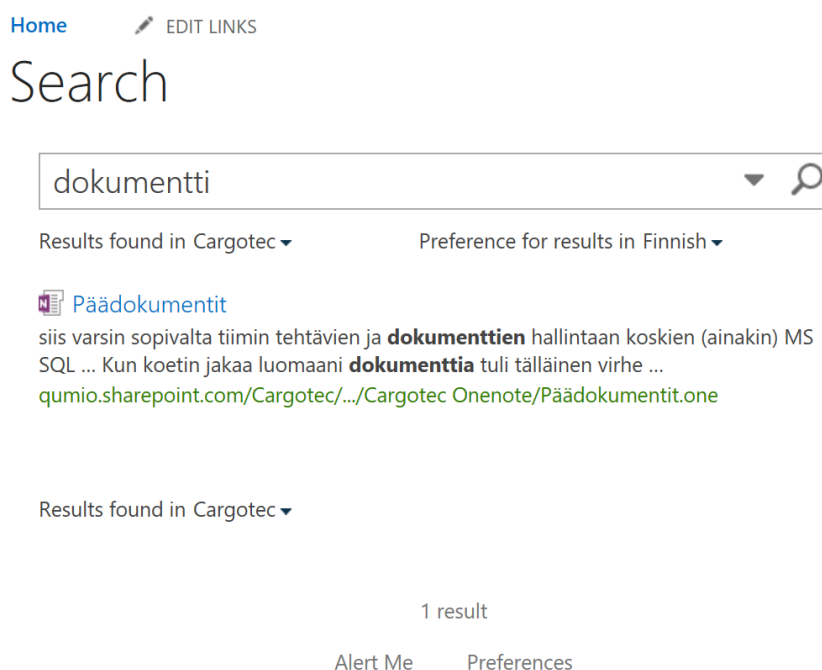 Home EDIT LINKS
Search
dokumentti
Results found in Cargotec Preference for results in Finnish
Päädokumentit
siis varsin sopivalta tiimin tehtävien ja dokumenttien hallintaan koskien (ainakin) MS
SQL ... Kun koetin jakaa luomaani dokumenttia tuli tälläinen virhe ...
qumio.sharepoint.com/Cargotec/.../Cargotec Onenote/Päädokumentit.one
Results found in Cargotec
1 result
Alert Me Preferences